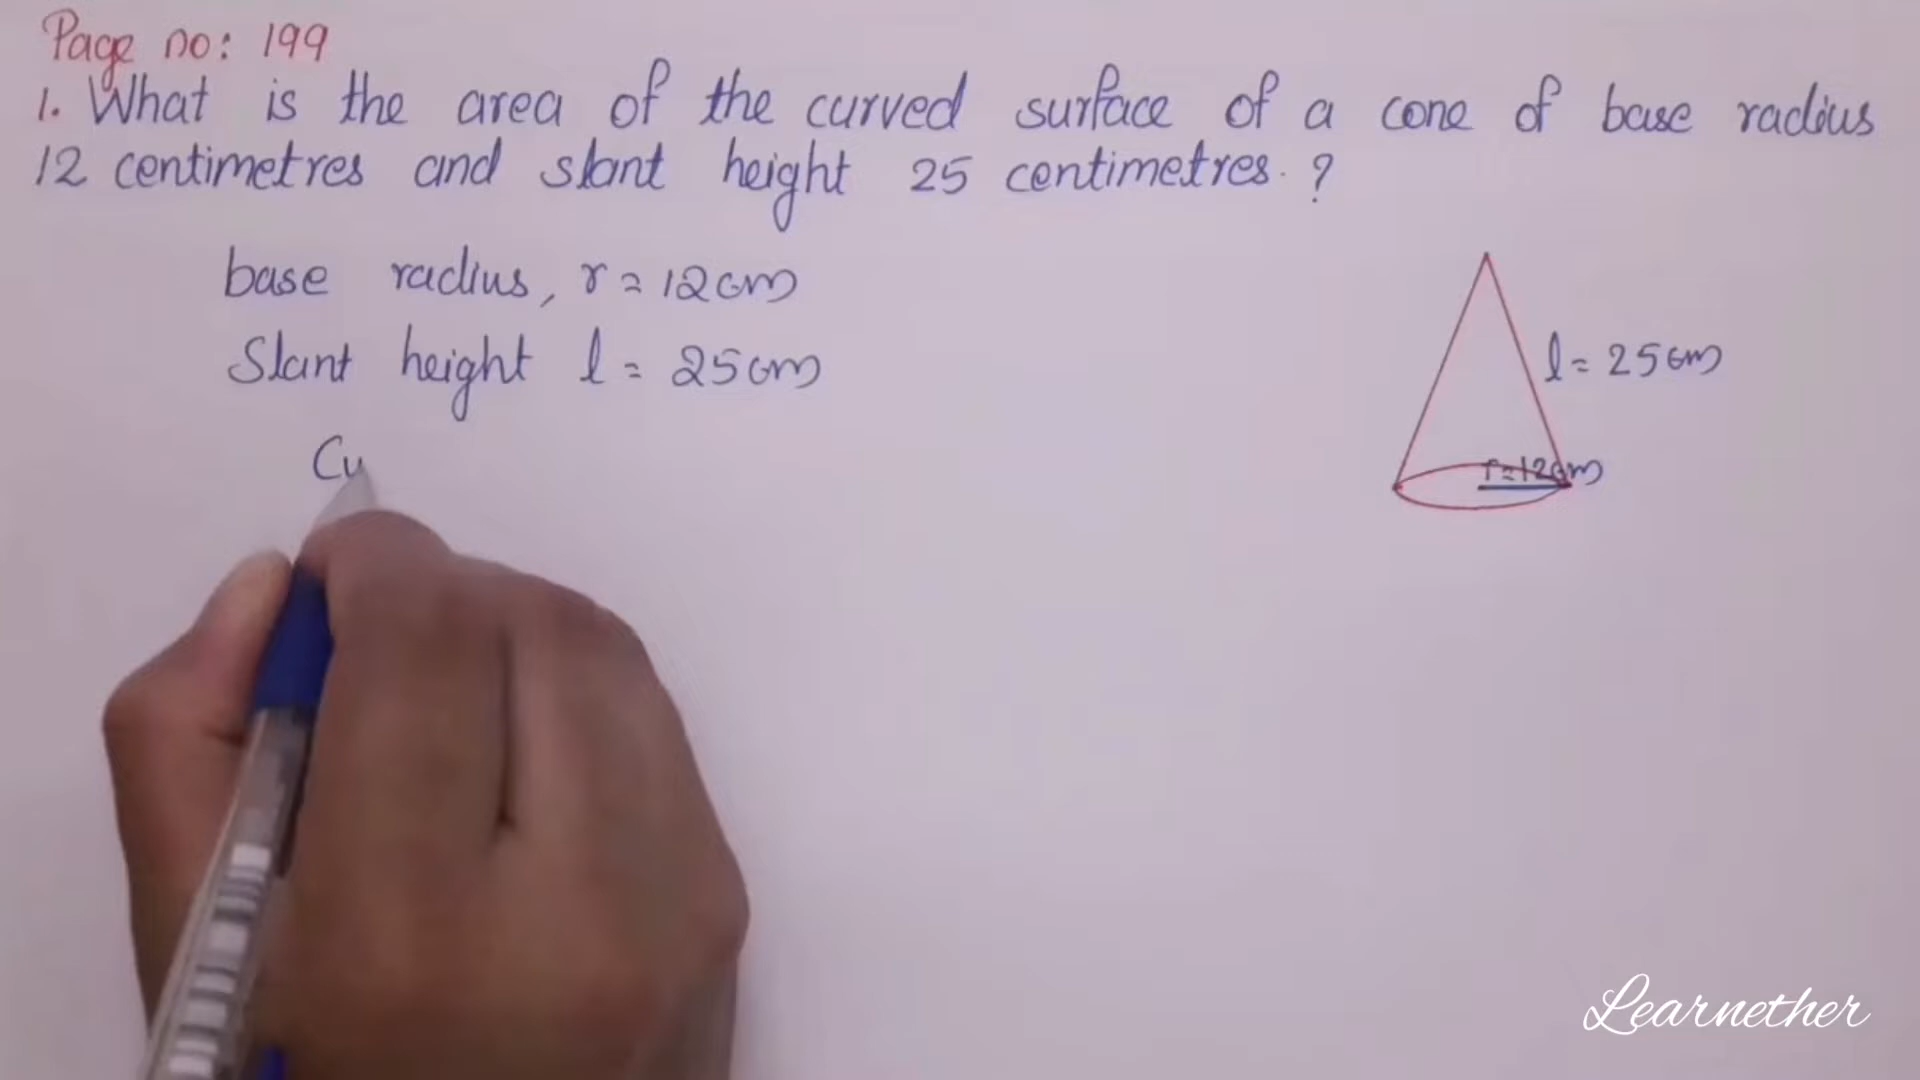 Page no: 199
1. What is the area of the curved surface of a cone of base radius
12 centimetres and slant height 25 centimetres. ?
base radius, r = 12cm
Slant height l = 25cm
l = 25cm
Cu
r=12cm
Learnether